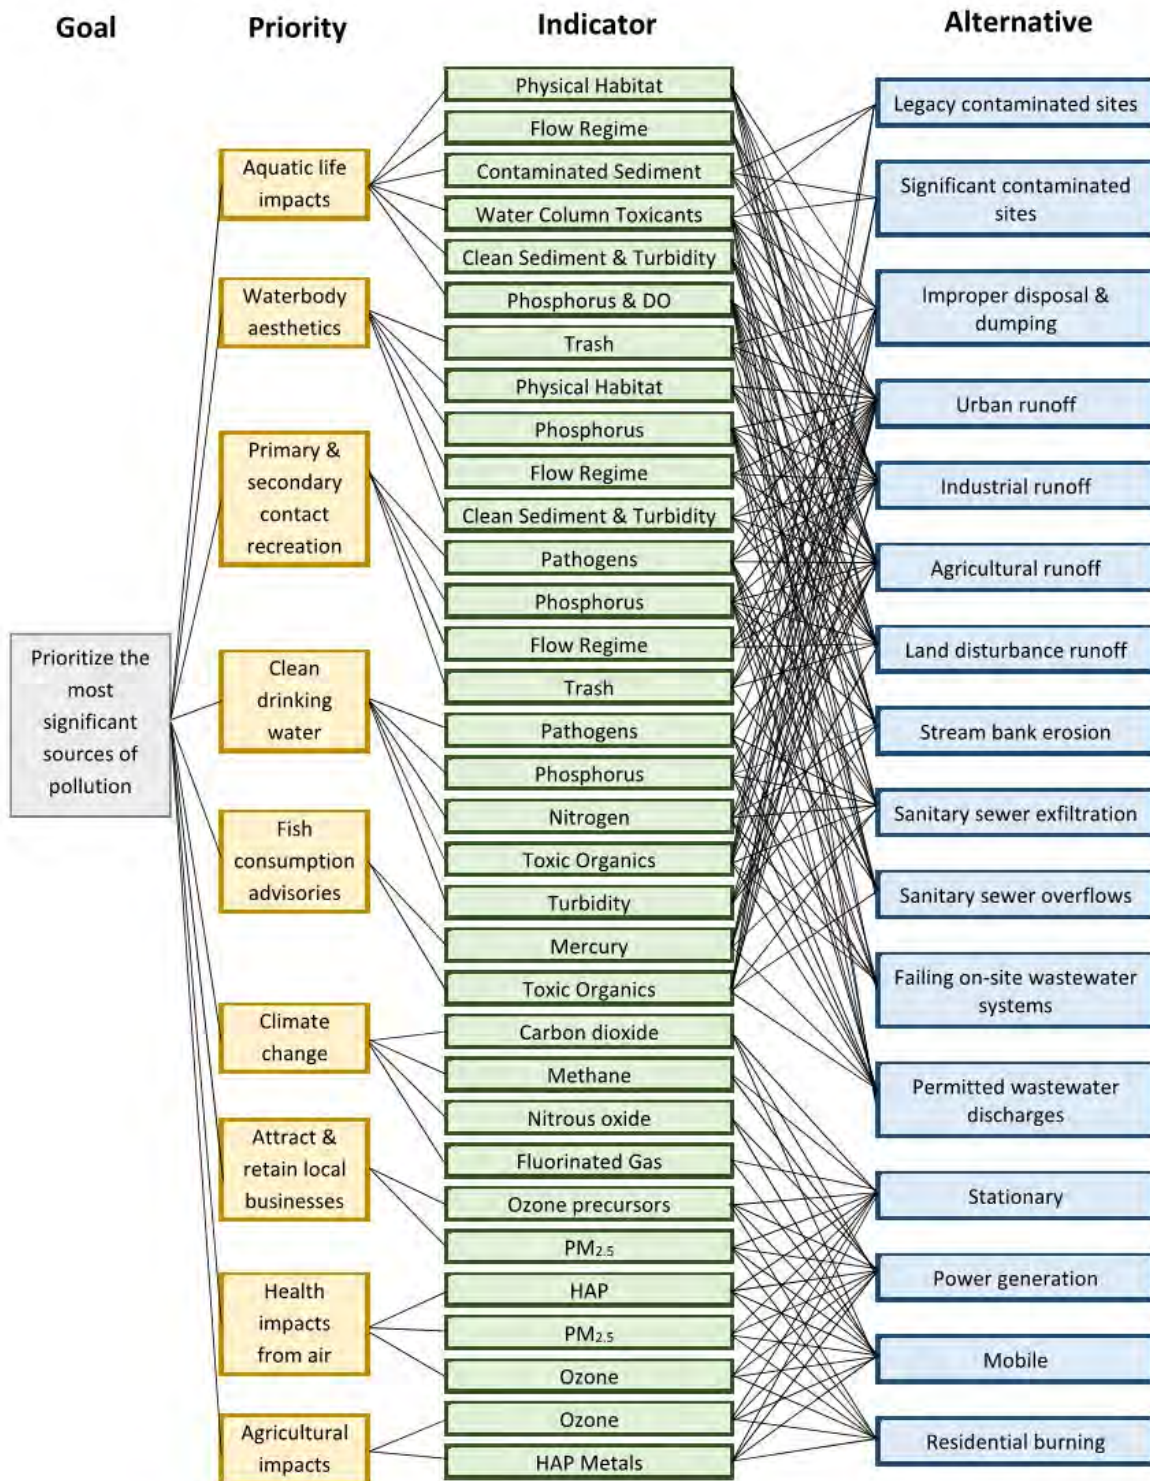 Goal
Priority
Indicator
Alternative
Prioritize the
most
significant
sources of
pollution
Aquatic life
impacts
Waterbody
aesthetics
Primary &
secondary
contact
recreation
Clean
drinking
water
Fish
consumption
advisories
Climate
change
Attract &
retain local
businesses
Health
impacts
from air
Agricultural
impacts
Physical Habitat
Flow Regime
Contaminated Sediment
Water Column Toxicants
Clean Sediment & Turbidity
Phosphorus & DO
Trash
Physical Habitat
Phosphorus
Flow Regime
Clean Sediment & Turbidity
Pathogens
Phosphorus
Flow Regime
Trash
Pathogens
Phosphorus
Nitrogen
Toxic Organics
Turbidity
Mercury
Toxic Organics
Carbon dioxide
Methane
Nitrous oxide
Fluorinated Gas
Ozone precursors
PM2.5
HAP
PM2.5
Ozone
Ozone
HAP Metals
Legacy contaminated sites
Significant contaminated
sites
Improper disposal &
dumping
Urban runoff
Industrial runoff
Agricultural runoff
Land disturbance runoff
Stream bank erosion
Sanitary sewer exfiltration
Sanitary sewer overflows
Failing on-site wastewater
systems
Permitted wastewater
discharges
Stationary
Power generation
Mobile
Residential burning